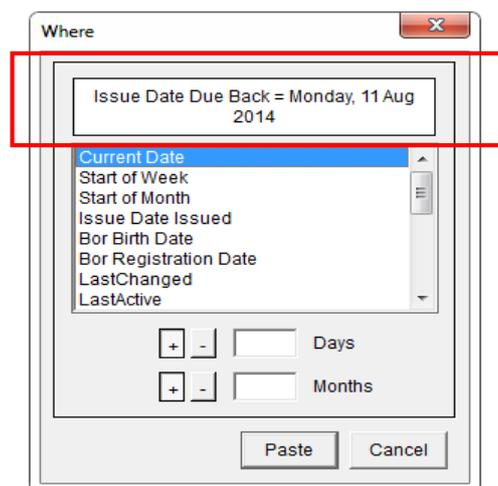 Where
Issue Date Due Back = Monday, 11 Aug
2014
Current Date
Start of Week
Start of Month
Issue Date Issued
Bor Birth Date
Bor Registration Date
LastChanged
LastActive
+ - Days
+ - Months
Paste Cancel